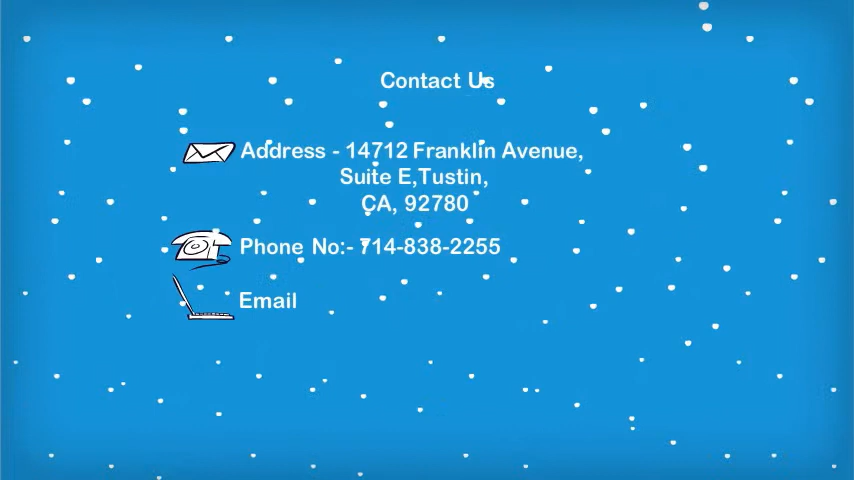 Contact Us
Address - 14712 Franklin Avenue,
Suite E,Tustin,
CA, 92780
Phone No:- 714-838-2255
Email